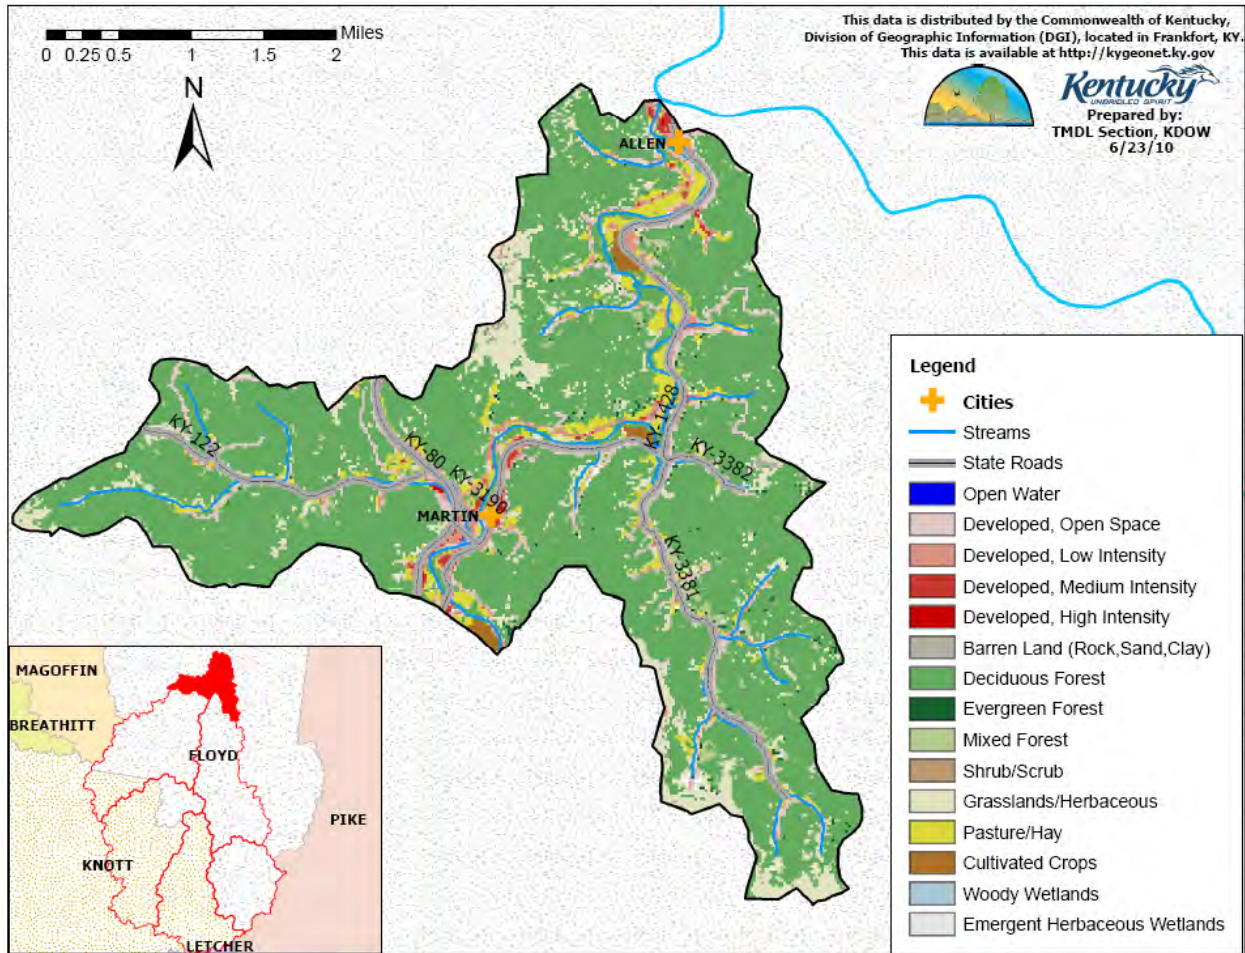 Miles
0 0.25 0.5 1 1.5 2
N
This data is distributed by the Commonwealth of Kentucky,
Division of Geographic Information (DGI), located in Frankfort, KY.
This data is available at http://kygeonet.ky.gov
Kentucky
UNBRIDLED SPIRIT
Prepared by:
TMDL Section, KDOW
6/23/10
ALLEN
KY-1428
KY-122
KY-80
KY-3190
KY-3382
MARTIN
KY-3381
Legend
Cities
Streams
State Roads
Open Water
Developed, Open Space
Developed, Low Intensity
Developed, Medium Intensity
Developed, High Intensity
Barren Land (Rock,Sand,Clay)
Deciduous Forest
Evergreen Forest
Mixed Forest
Shrub/Scrub
Grasslands/Herbaceous
Pasture/Hay
Cultivated Crops
Woody Wetlands
Emergent Herbaceous Wetlands
MAGOFFIN
BREATHITT
FLOYD
PIKE
KNOTT
LETCHER